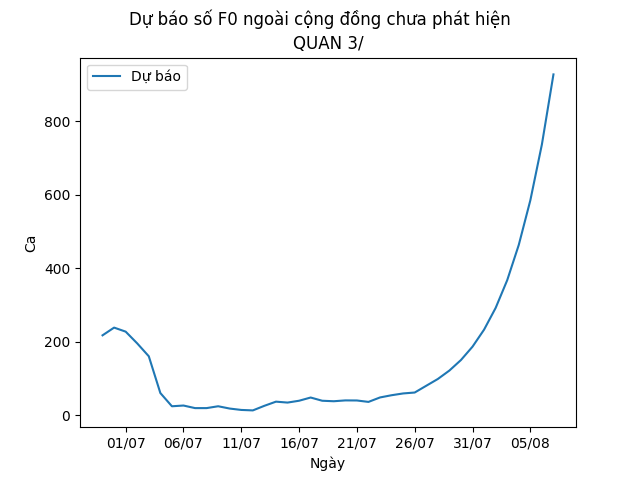 Dự báo số F0 ngoài cộng đồng chưa phát hiện
QUAN 3/
Dự báo
Ca
800
600
400
200
0
01/07 06/07 11/07 16/07 21/07 26/07 31/07 05/08
Ngày